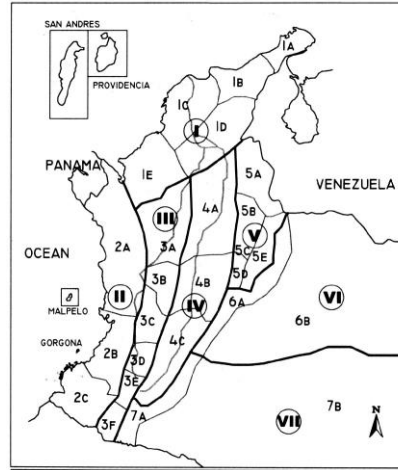 SAN ANDRES
PROVIDENCIA
1A
1B
1C
1D
I
PANAMA
1E
5A
VENEZUELA
4A
III
5B
2A
3A
V
OCEAN
5C
5E
3B
5D
4B
VI
II
6A
IV
MALPELO
3C
6B
4C
GORGONA
2B
3D
3E
2C
7A
7B
N
3F
VII